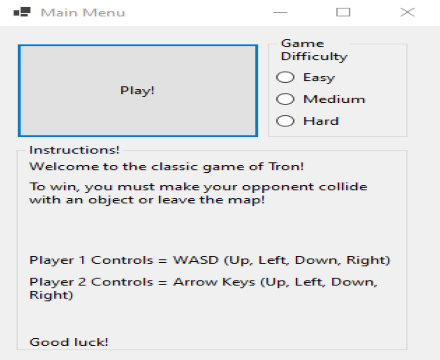 Main Menu
Play!
Game
Difficulty
Easy
Medium
Hard
Instructions!
Welcome to the classic game of Tron!
To win, you must make your opponent collide
with an object or leave the map!
Player 1 Controls = WASD (Up, Left, Down, Right)
Player 2 Controls = Arrow Keys (Up, Left, Down,
Right)
Good luck!